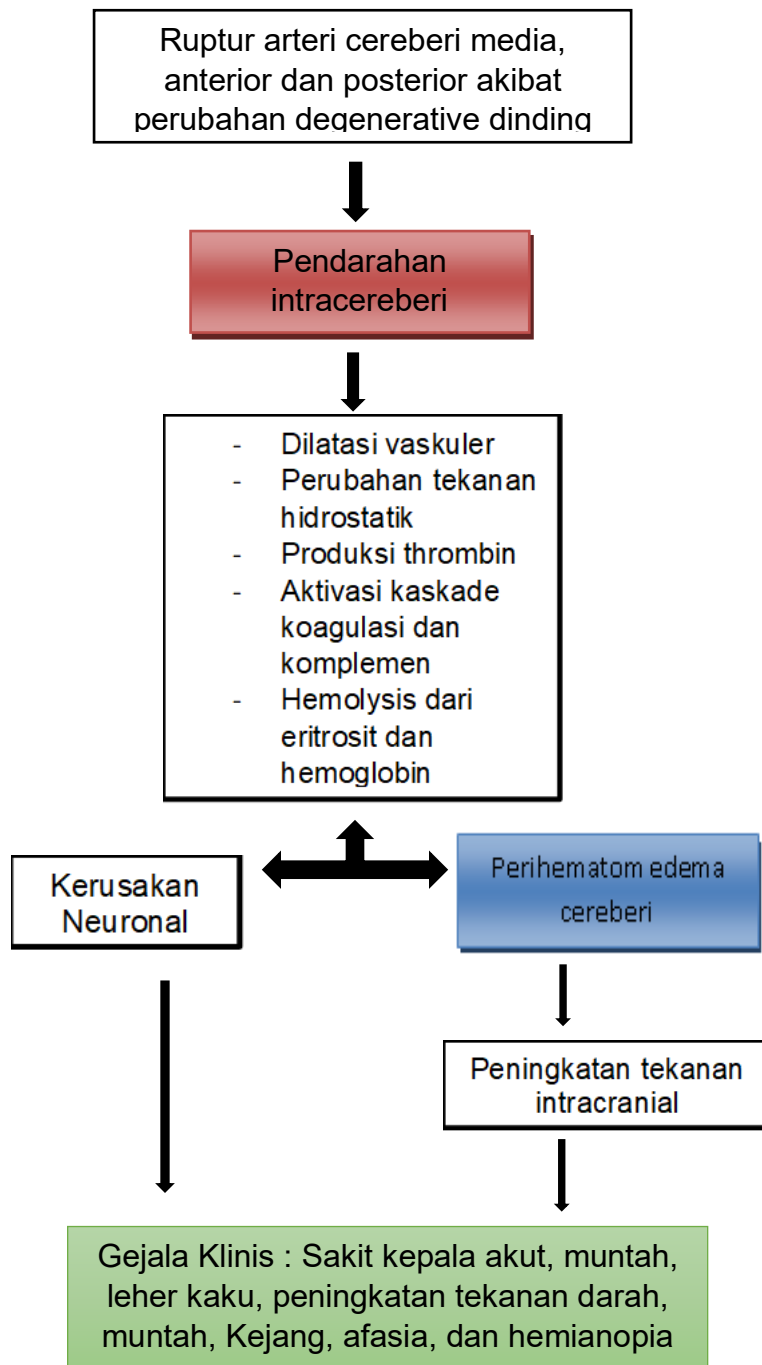 Ruptur arteri cereberi media,
anterior dan posterior akibat
perubahan degenerative dinding
Pendarahan
intracereberi
- Dilatasi vaskuler
- Perubahan tekanan
hidrostatik
- Produksi thrombin
- Aktivasi kaskade
koagulasi dan
komplemen
- Hemolysis dari
eritrosit dan
hemoglobin
Kerusakan
Neuronal
Perihematom edema
cereberi
Peningkatan tekanan
intracranial
Gejala Klinis : Sakit kepala akut, muntah,
leher kaku, peningkatan tekanan darah,
muntah, Kejang, afasia, dan hemianopia